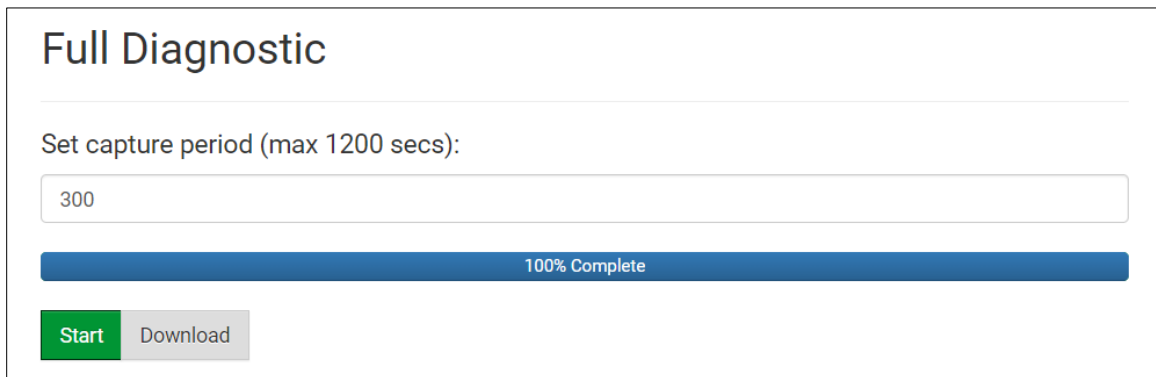 Full Diagnostic
Set capture period (max 1200 secs):
300
100% Complete
Start Download